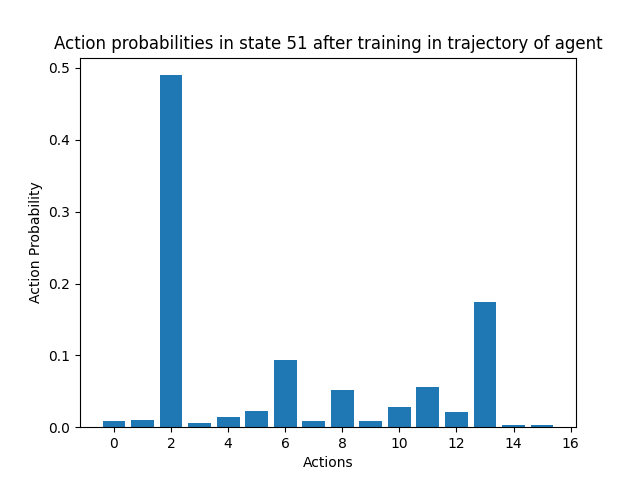 Action probabilities in state 51 after training in trajectory of agent
0.5
0.4
0.3
0.2
0.1
0.0
Action Probability
0 2 4 6 8 10 12 14 16
Actions